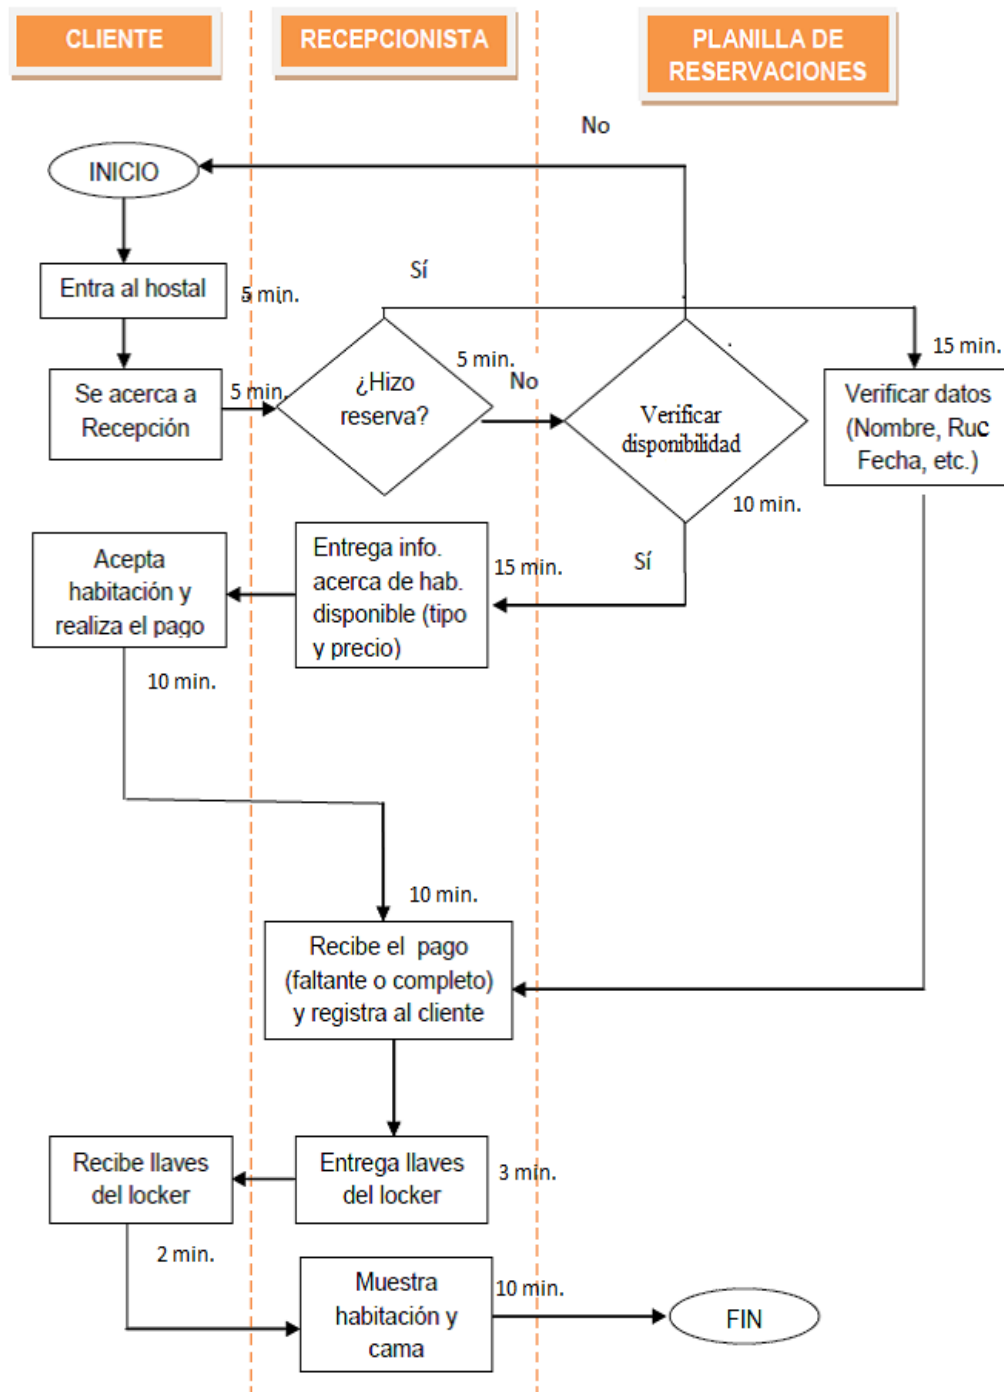 CLIENTE
RECEPCIONISTA
PLANILLA DE
RESERVACIONES
No
INICIO
Sí
Entra al hostal
5 min.
15 min.
5 min.
¿Hizo
reserva?
No
Se acerca a
Recepción
5 min.
Verificar
disponibilidad
Verificar datos
(Nombre, Ruc
Fecha, etc.)
10 min.
Acepta
habitación y
realiza el pago
Entrega info.
acerca de hab.
disponible (tipo
y precio)
15 min.
Sí
10 min.
10 min.
Recibe el pago
(faltante o completo)
y registra al cliente
Recibe llaves
del locker
Entrega llaves
del locker
3 min.
2 min.
Muestra
habitación y
cama
10 min.
FIN